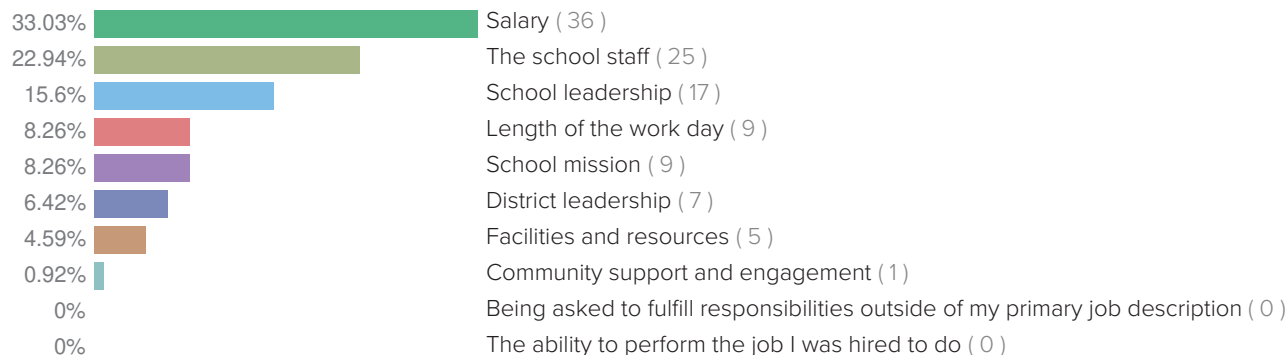 33.03% Salary ( 36 )
22.94% The school staff ( 25 )
15.6% School leadership ( 17 )
8.26% Length of the work day ( 9 )
8.26% School mission ( 9 )
6.42% District leadership ( 7 )
4.59% Facilities and resources ( 5 )
0.92% Community support and engagement ( 1 )
0% Being asked to fulfill responsibilities outside of my primary job description ( 0 )
0% The ability to perform the job I was hired to do ( 0 )